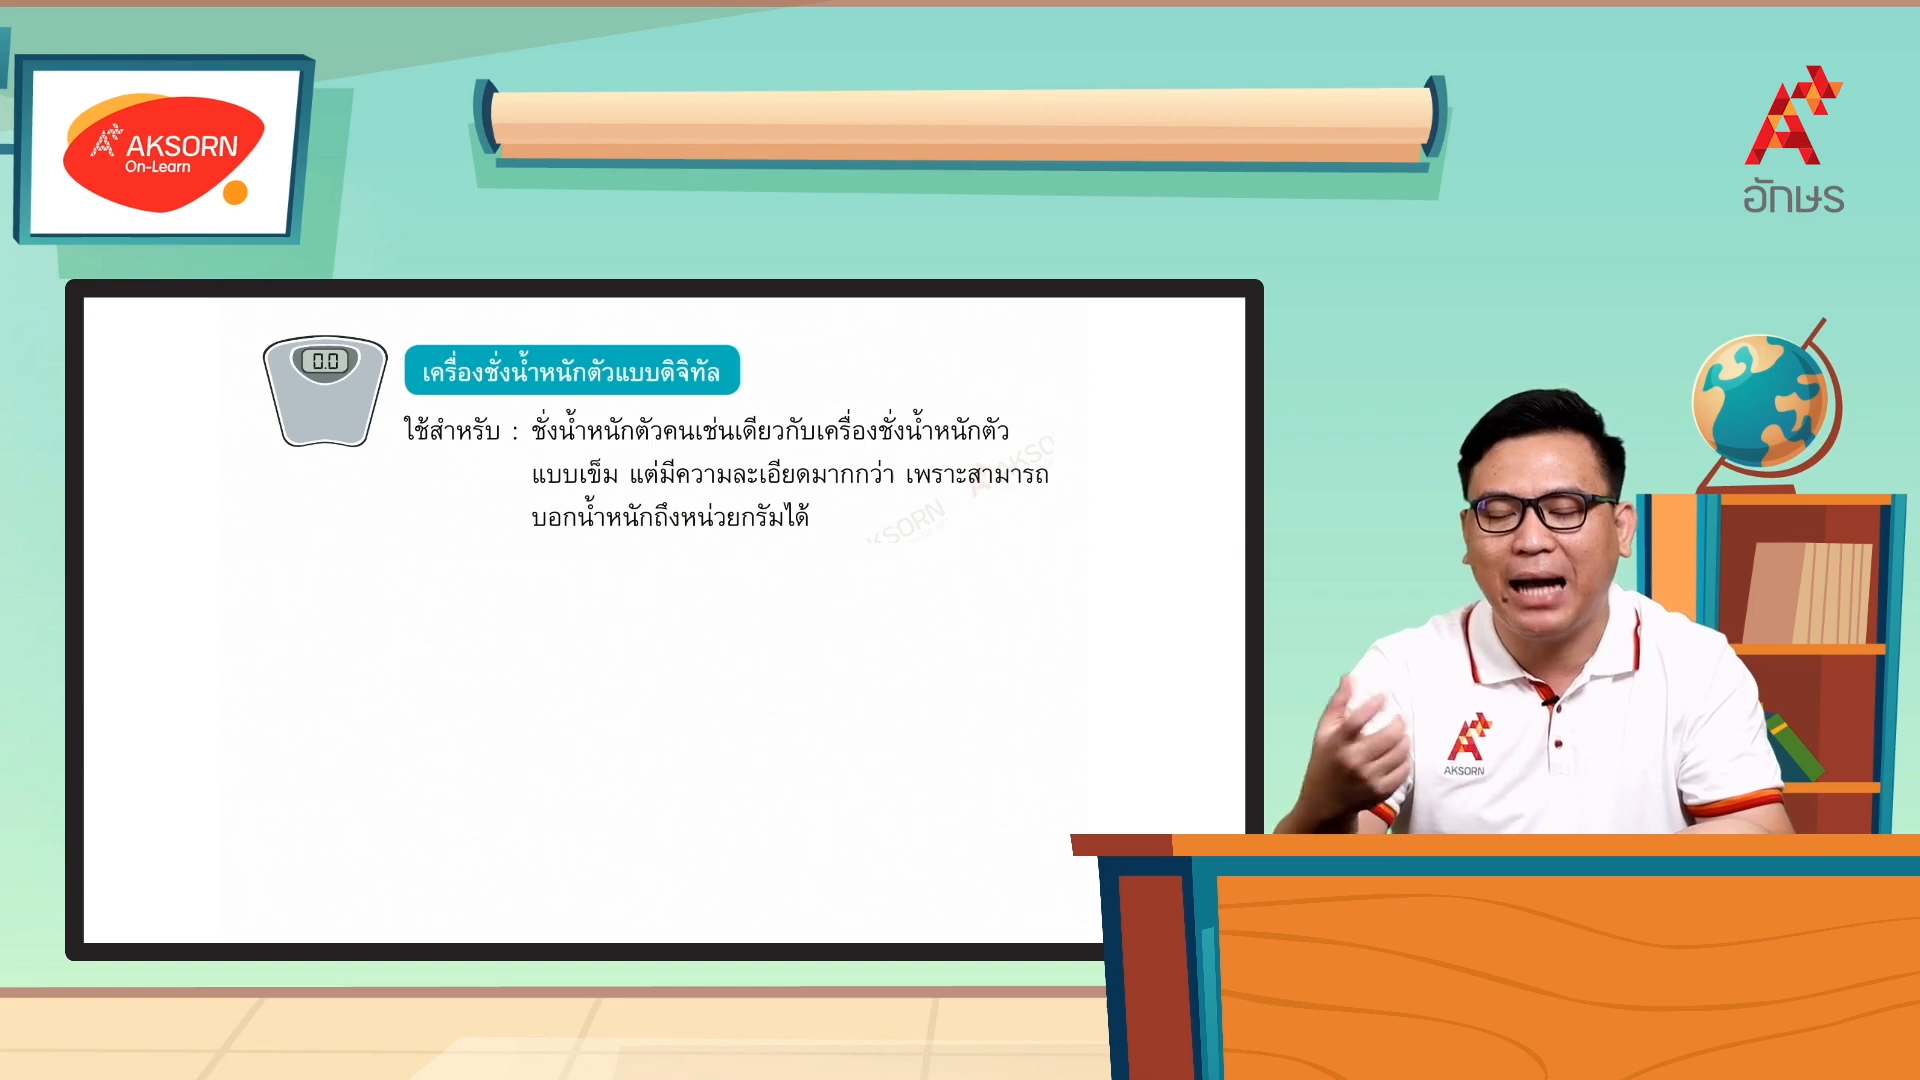 AKSORN
On-Learn
อักษร
0.0
เครื่องชั่งน้ำหนักตัวแบบดิจิทัล
ใช้สำหรับ : ชั่งน้ำหนักตัวคนเช่นเดียวกับเครื่องชั่งน้ำหนักตัว
แบบเข็ม แต่มีความละเอียดมากกว่า เพราะสามารถ
บอกน้ำหนักถึงหน่วยกรัมได้
AKSORN